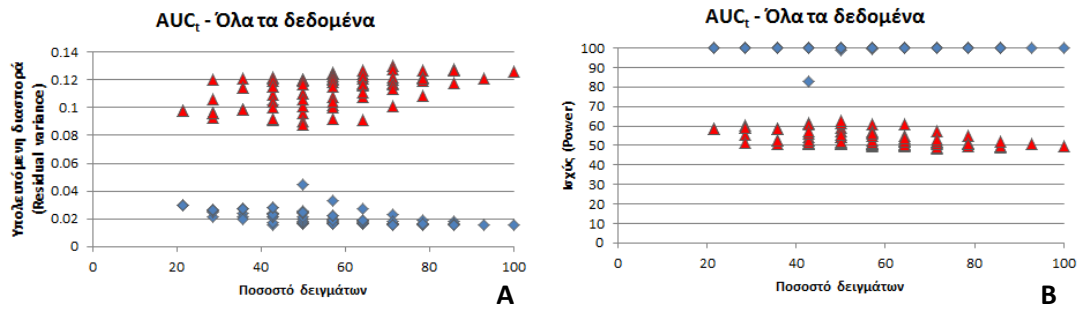 AUCt - Όλα τα δεδομένα
Υπολειπόμενη διασπορά
(Residual variance)
0.14
0.12
0.1
0.08
0.06
0.04
0.02
0
0 20 40 60 80 100
Ποσοστό δειγμάτων
A
AUCt - Όλα τα δεδομένα
Ισχύς (Power)
100
90
80
70
60
50
40
30
20
10
0
0 20 40 60 80 100
Ποσοστό δειγμάτων
B